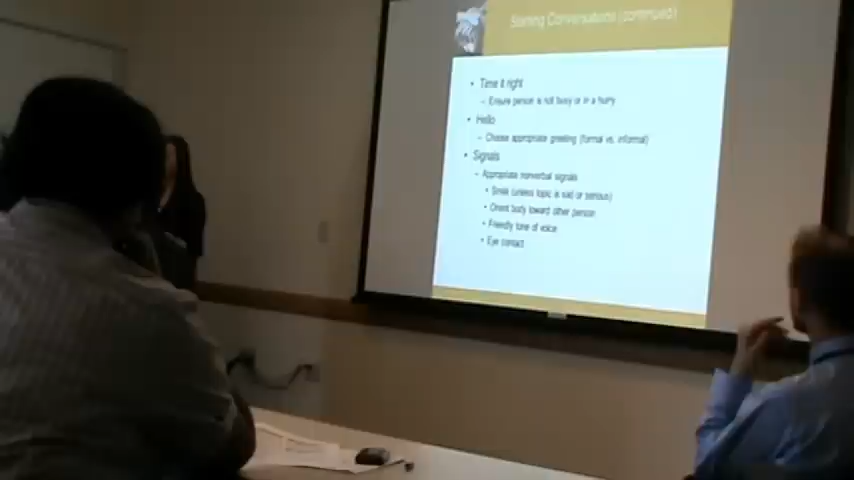 Starting Conversations (continued)
• Time it right
– Ensure person is not busy or in a hurry
• Hello
– Choose appropriate greeting (formal vs. informal)
• Signals
– Appropriate nonverbal signals
• Smile (unless topic is sad or serious)
• Orient body toward other person
• Friendly tone of voice
• Eye contact